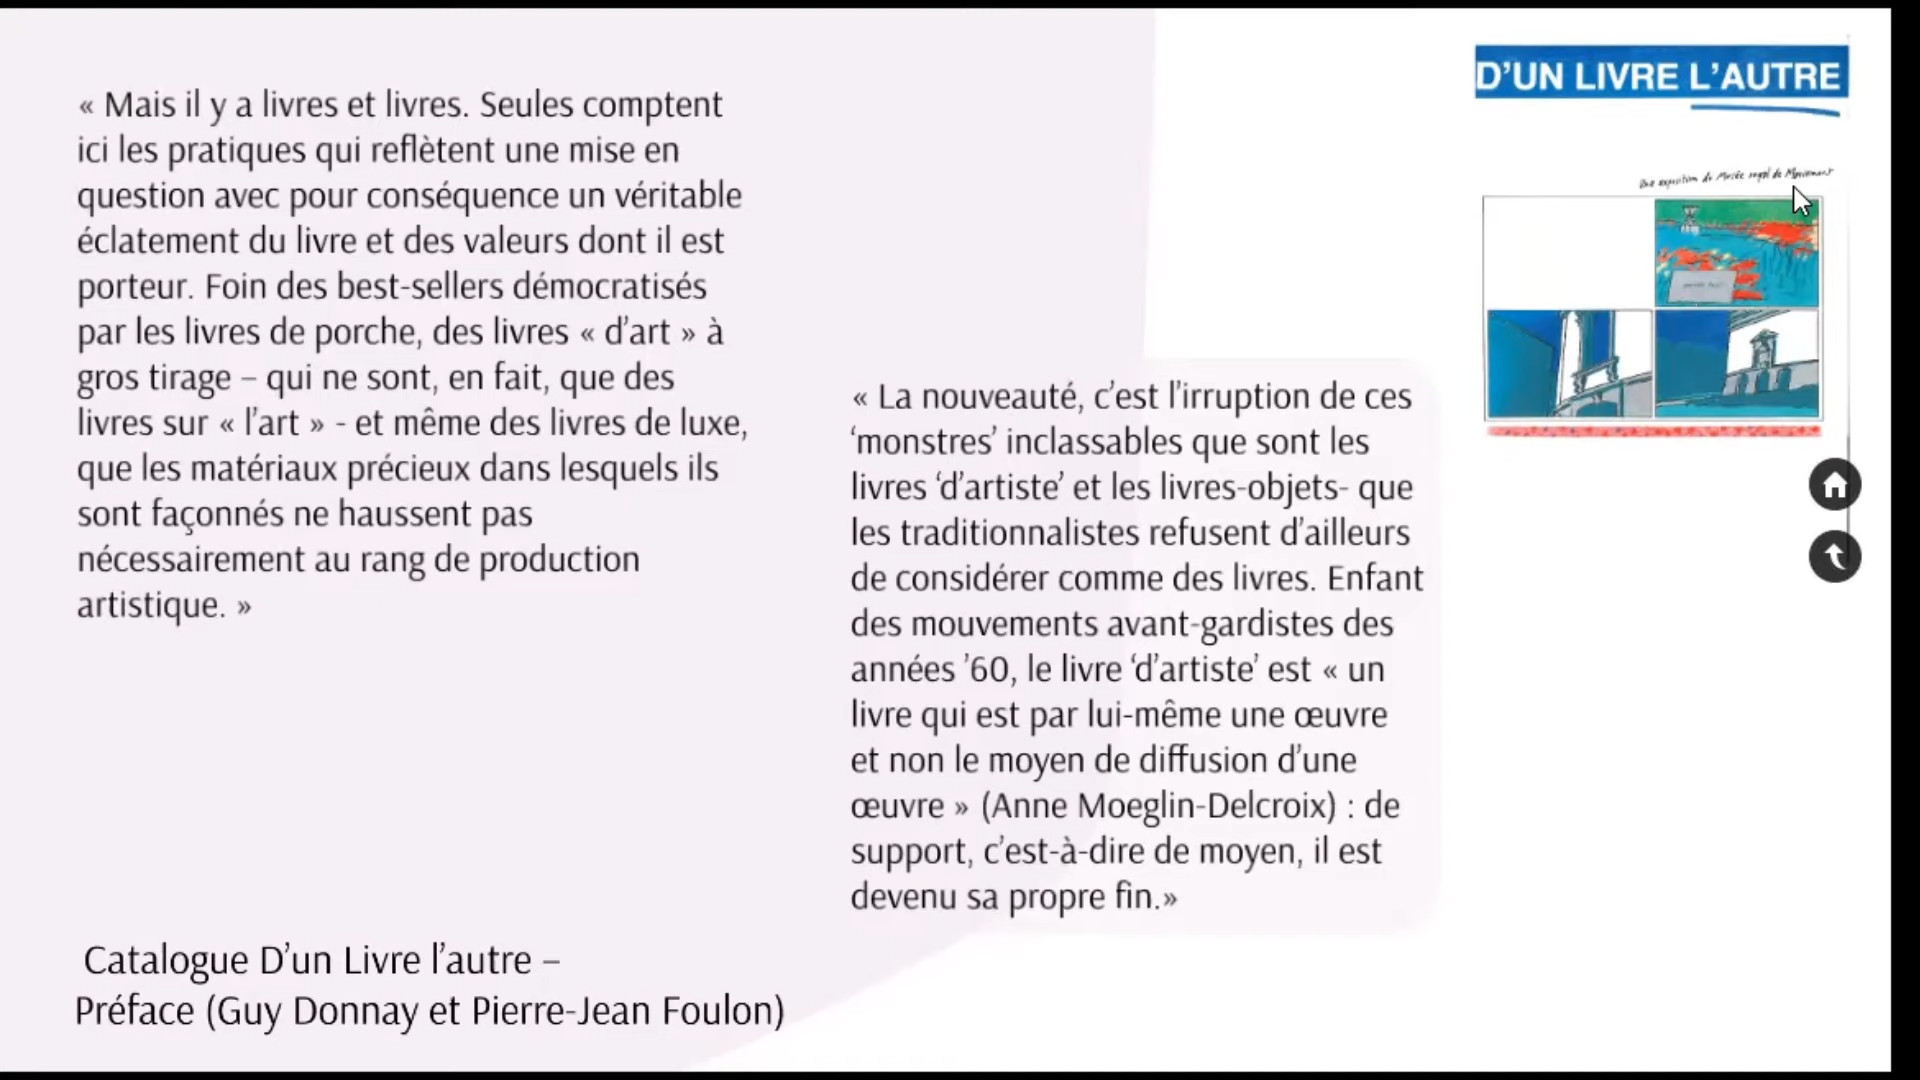 « Mais il y a livres et livres. Seules comptent
ici les pratiques qui reflètent une mise en
question avec pour conséquence un véritable
éclatement du livre et des valeurs dont il est
porteur. Foin des best-sellers démocratisés
par les livres de porche, des livres « d’art » à
gros tirage – qui ne sont, en fait, que des
livres sur « l’art » - et même des livres de luxe,
que les matériaux précieux dans lesquels ils
sont façonnés ne haussent pas
nécessairement au rang de production
artistique. »
Catalogue D’un Livre l’autre –
Préface (Guy Donnay et Pierre-Jean Foulon)
« La nouveauté, c’est l’irruption de ces
‘monstres’ inclassables que sont les
livres ‘d’artiste’ et les livres-objets- que
les traditionnalistes refusent d’ailleurs
de considérer comme des livres. Enfant
des mouvements avant-gardistes des
années ’60, le livre ‘d’artiste’ est « un
livre qui est par lui-même une œuvre
et non le moyen de diffusion d’une
œuvre » (Anne Moeglin-Delcroix) : de
support, c’est-à-dire de moyen, il est
devenu sa propre fin.»
D’UN LIVRE L’AUTRE
Une exposition du Musée royal de Mariemont